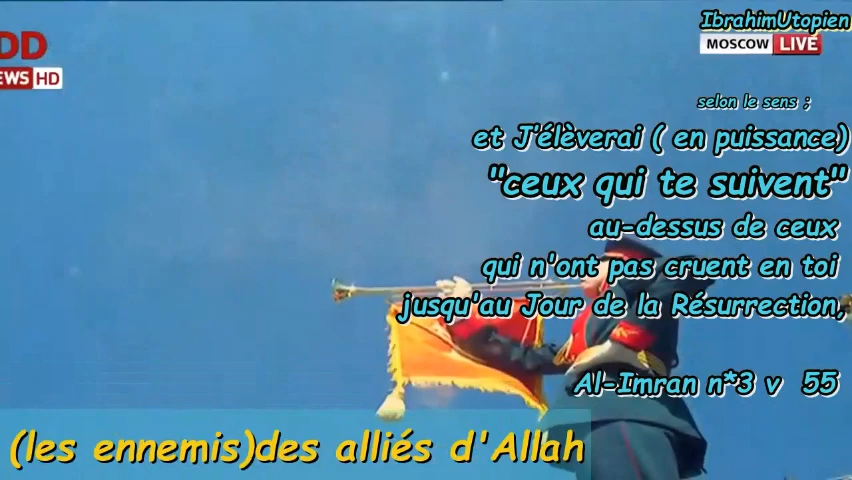 IbrahimUtopien
DD
MOSCOW LIVE
EWS HD
selon le sens ;
et J'élèverai ( en puissance)
"ceux qui te suivent"
au-dessus de ceux
qui n'ont pas cruent en toi
jusqu'au Jour de la Résurrection,
Al-Imran n*3 v 55
(les ennemis)des alliés d'Allah